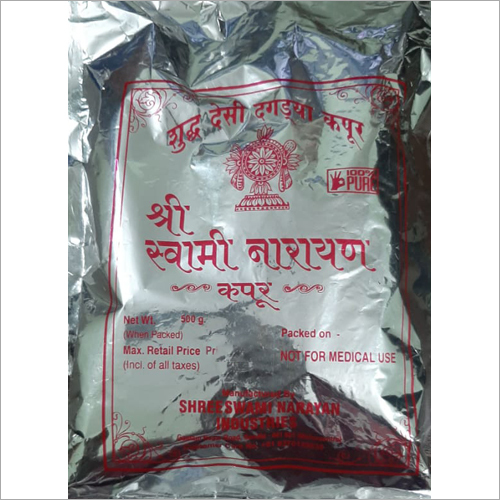 शुद्ध देसी दगड्या कपूर
100%
PURE
श्री
स्वामी नारायण
कपूर
Net Wt. 500 g.
(When Packed)
Packed on -
Max. Retail Price Pr
NOT FOR MEDICAL USE
(Incl. of all taxes)
SHREESWAMI NARAYAN
INDUSTRIES